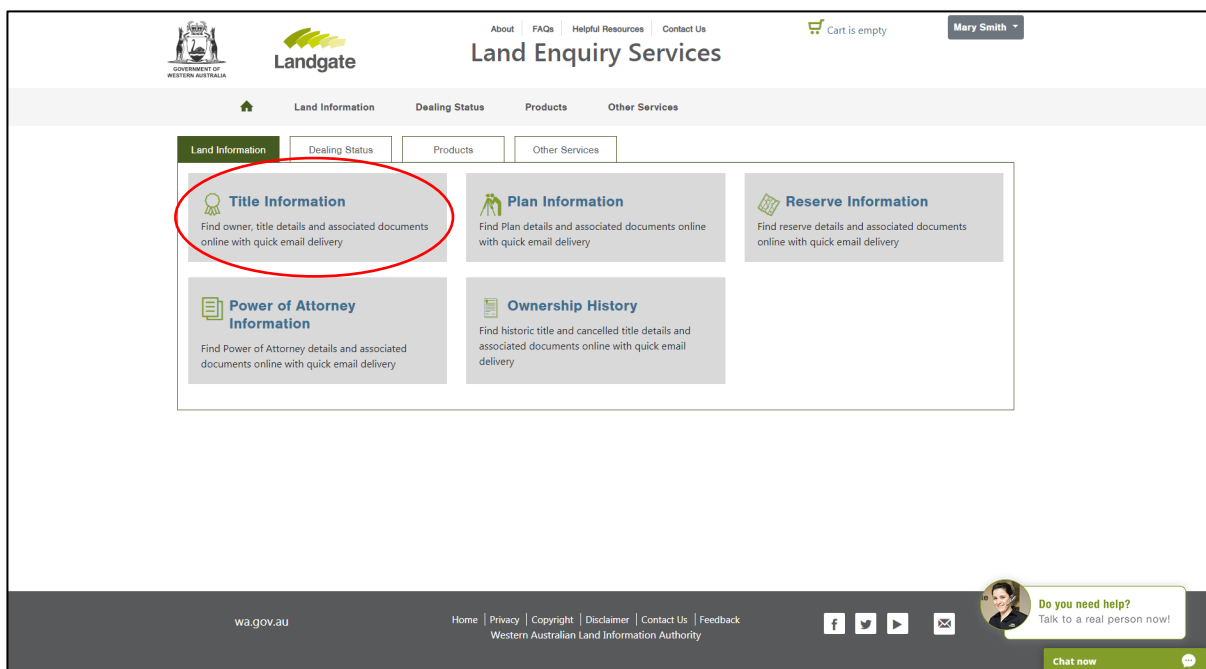 About FAQs Helpful Resources Contact Us
Cart is empty
Mary Smith
GOVERNMENT OF
WESTERN AUSTRALIA
Landgate
Land Enquiry Services
Land Information Dealing Status Products Other Services
Land Information Dealing Status Products Other Services
Title Information
Find owner, title details and associated documents
online with quick email delivery
Plan Information
Find Plan details and associated documents online
with quick email delivery
Reserve Information
Find reserve details and associated documents
online with quick email delivery
Power of Attorney
Information
Find Power of Attorney details and associated
documents online with quick email delivery
Ownership History
Find historic title and cancelled title details and
associated documents online with quick email
delivery
wa.gov.au
Home | Privacy | Copyright | Disclaimer | Contact Us | Feedback
Western Australian Land Information Authority
Do you need help?
Talk to a real person now!
Chat now